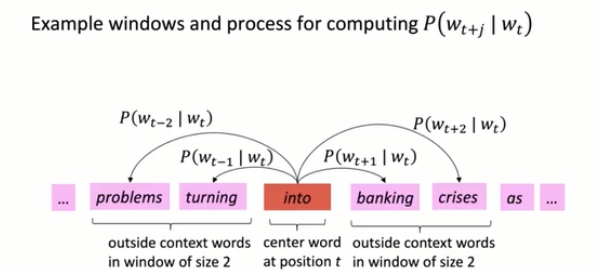 Example windows and process for computing P(w_{t+j} | w_t)
P(w_{t−2} | w_t) P(w_{t+2} | w_t)
P(w_{t−1} | w_t) P(w_{t+1} | w_t)
... problems turning into banking crises as ...
outside context words center word outside context words
in window of size 2 at position t in window of size 2